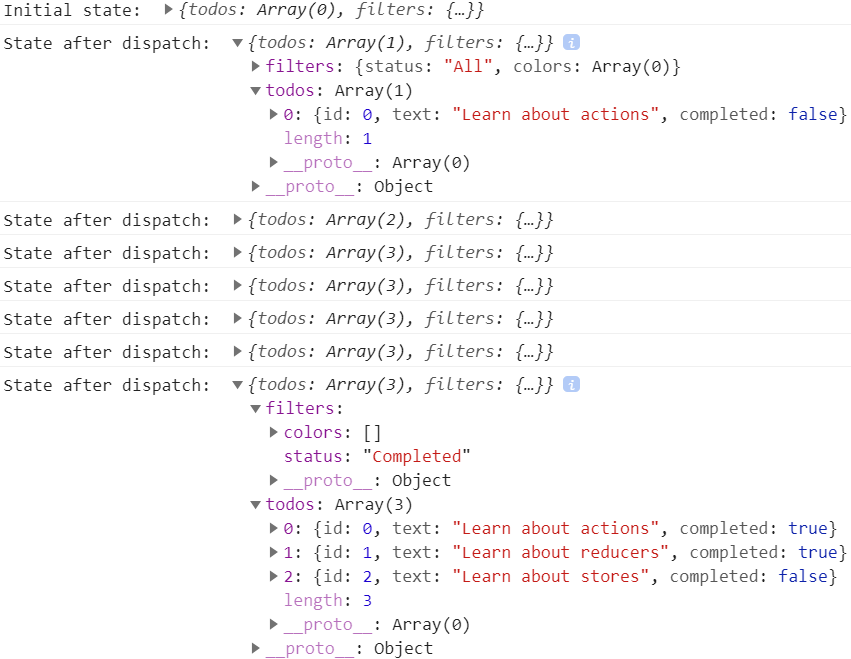 Initial state: ▶{todos: Array(0), filters: {…}}
State after dispatch: ▼{todos: Array(1), filters: {…}} i
▶filters: {status: "All", colors: Array(0)}
▼todos: Array(1)
▶0: {id: 0, text: "Learn about actions", completed: false}
length: 1
▶__proto__: Array(0)
▶__proto__: Object
State after dispatch: ▶{todos: Array(2), filters: {…}}
State after dispatch: ▶{todos: Array(3), filters: {…}}
State after dispatch: ▶{todos: Array(3), filters: {…}}
State after dispatch: ▶{todos: Array(3), filters: {…}}
State after dispatch: ▶{todos: Array(3), filters: {…}}
State after dispatch: ▼{todos: Array(3), filters: {…}} i
▼filters:
▶colors: []
status: "Completed"
▶__proto__: Object
▼todos: Array(3)
▶0: {id: 0, text: "Learn about actions", completed: true}
▶1: {id: 1, text: "Learn about reducers", completed: true}
▶2: {id: 2, text: "Learn about stores", completed: false}
length: 3
▶__proto__: Array(0)
▶__proto__: Object